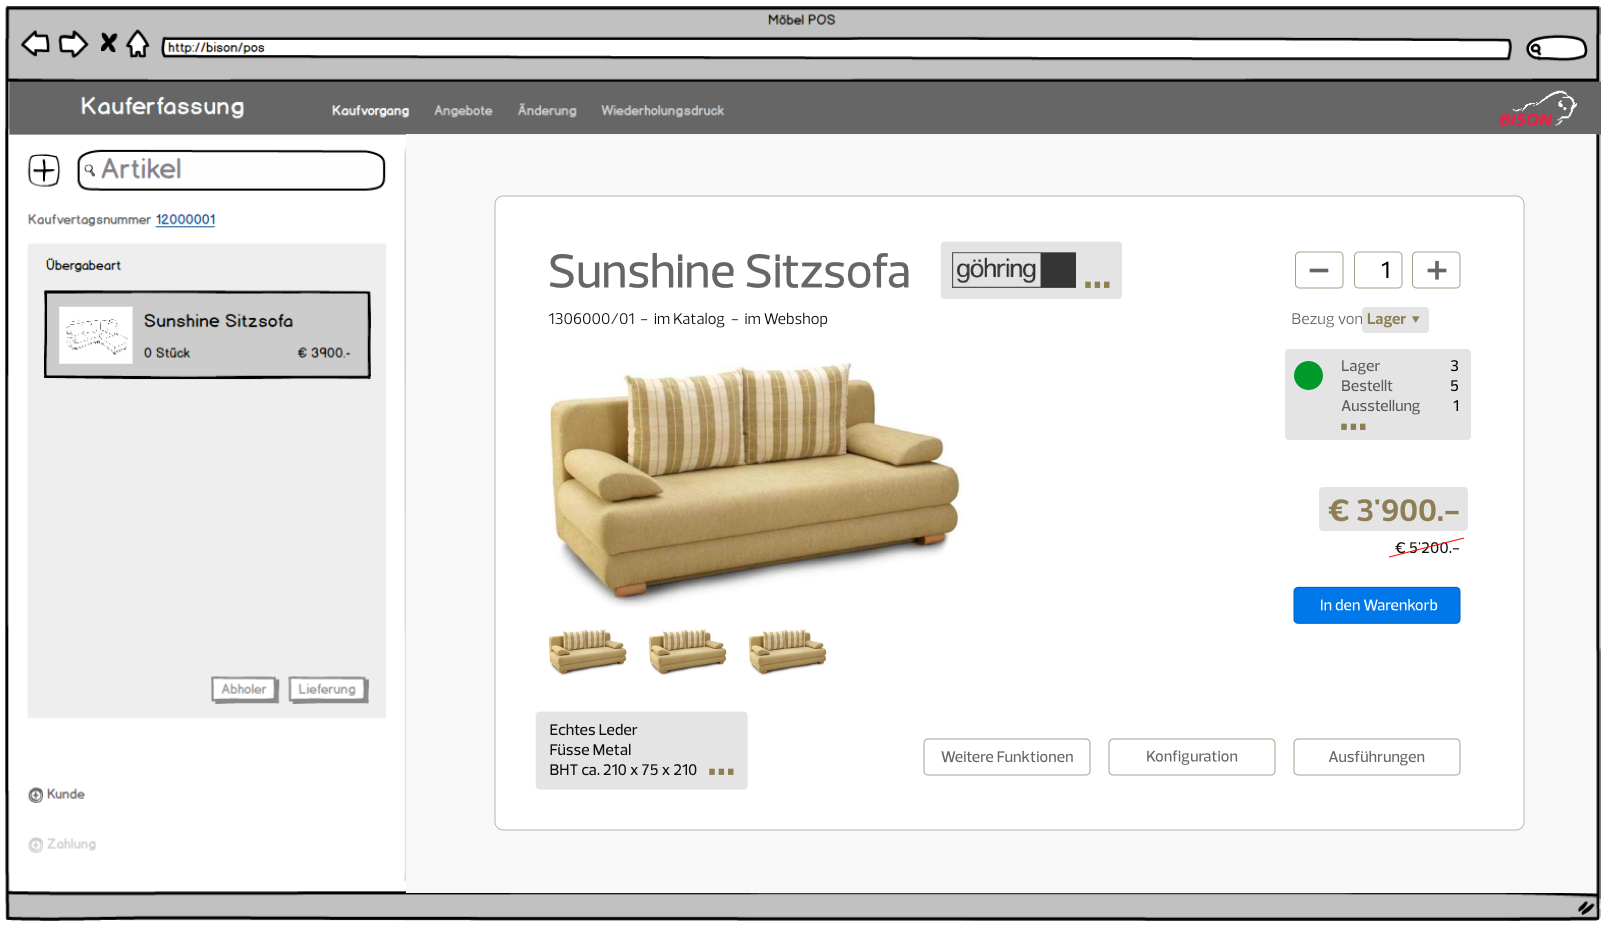 Möbel POS
http://bison/pos
Kauferfassung
Kaufvorgang Angebote Änderung Wiederholungsdruck
BISON
Artikel
Kaufvertagsnummer 12000001
Übergabeart
Sunshine Sitzsofa
0 Stück € 3900.-
Abholer Lieferung
Kunde
Zahlung
Sunshine Sitzsofa
göhring
1306000/01 - im Katalog - im Webshop
1
Bezug von Lager
Lager 3
Bestellt 5
Ausstellung 1
€ 3'900.–
€ 5'200.–
In den Warenkorb
Echtes Leder
Füsse Metal
BHT ca. 210 x 75 x 210
Weitere Funktionen Konfiguration Ausführungen